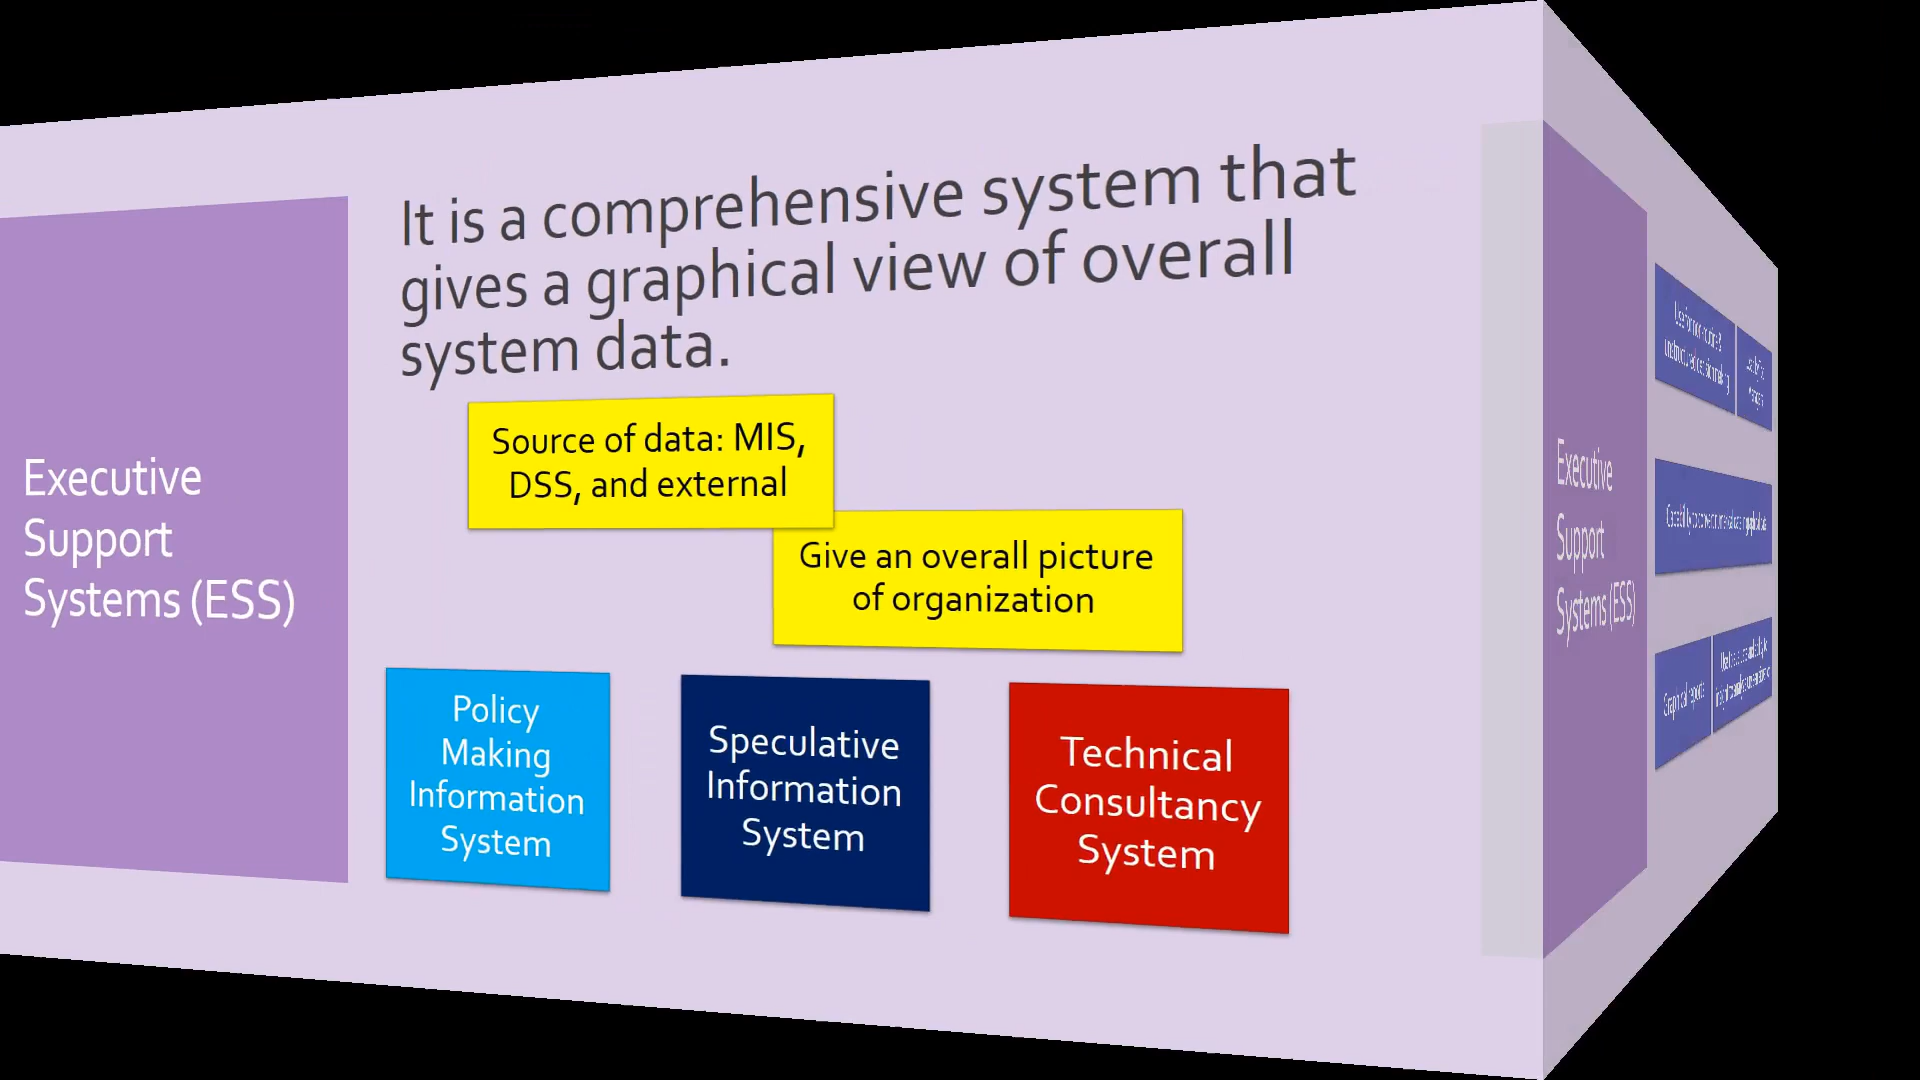 Executive
Support
Systems (ESS)
It is a comprehensive system that
gives a graphical view of overall
system data.
Source of data: MIS,
DSS, and external
Give an overall picture
of organization
Policy
Making
Information
System
Speculative
Information
System
Technical
Consultancy
System
Executive
Support
Systems (ESS)
Graphical reports